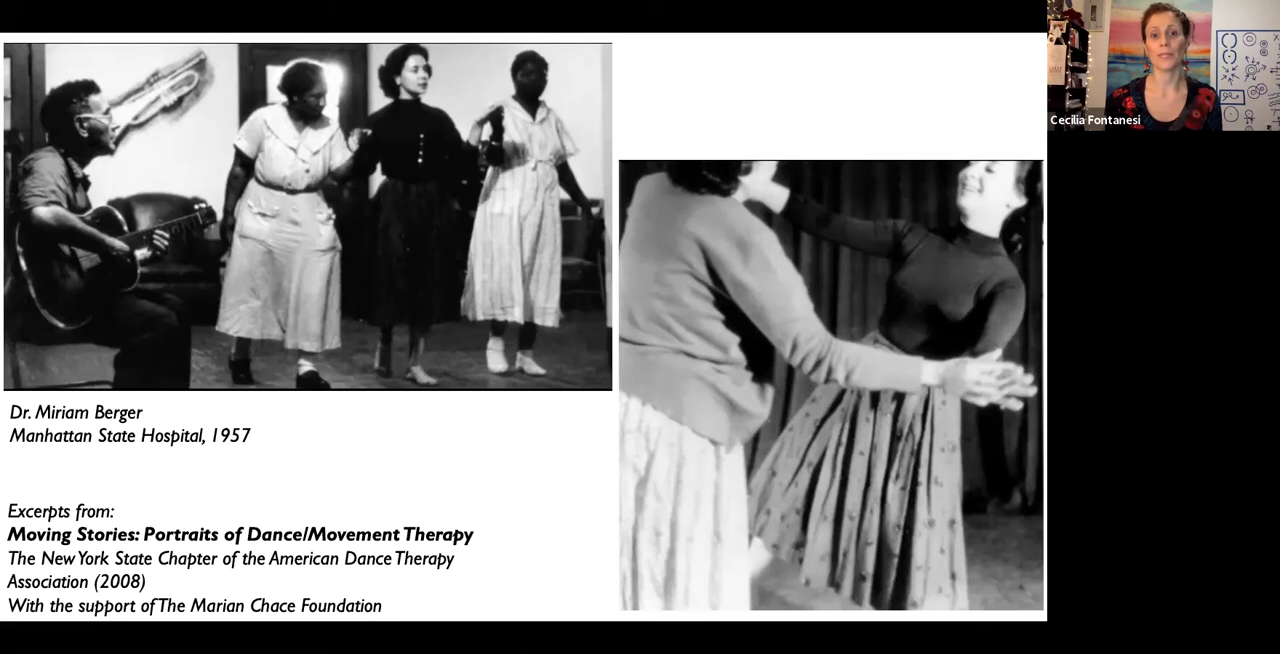 Cecilia Fontanesi
Dr. Miriam Berger
Manhattan State Hospital, 1957
Excerpts from:
Moving Stories: Portraits of Dance/Movement Therapy
The New York State Chapter of the American Dance Therapy
Association (2008)
With the support of The Marian Chace Foundation